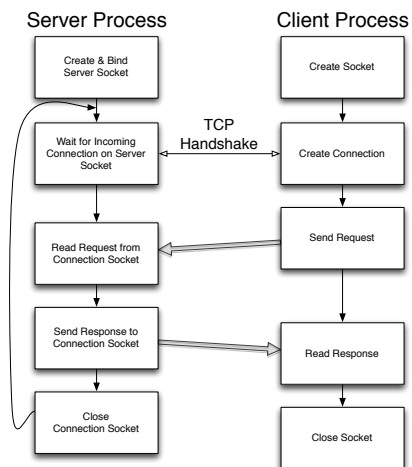 Server Process
Client Process
Create & Bind
Server Socket
Create Socket
Wait for Incoming
Connection on Server
Socket
TCP
Handshake
Create Connection
Read Request from
Connection Socket
Send Request
Send Response to
Connection Socket
Read Response
Close
Connection Socket
Close Socket